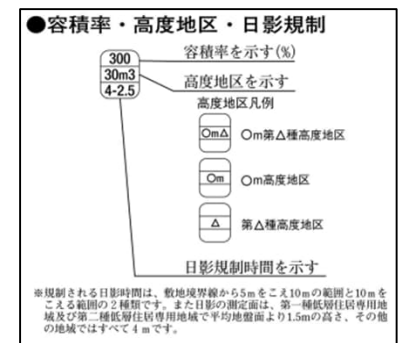 ●容積率・高度地区・日影規制
容積率を示す(%)
300
30m3
4-2.5
高度地区を示す
高度地区凡例
○m△ ○m第△種高度地区
○m ○m高度地区
△ 第△種高度地区
日影規制時間を示す
※規制される日影時間は、敷地境界線から5mをこえ10mの範囲と10mを
こえる範囲の2種類です。また日影の測定面は、第一種低層住居専用地
域及び第二種低層住居専用地域で平均地盤面より1.5mの高さ、その他
の地域ではすべて4mです。